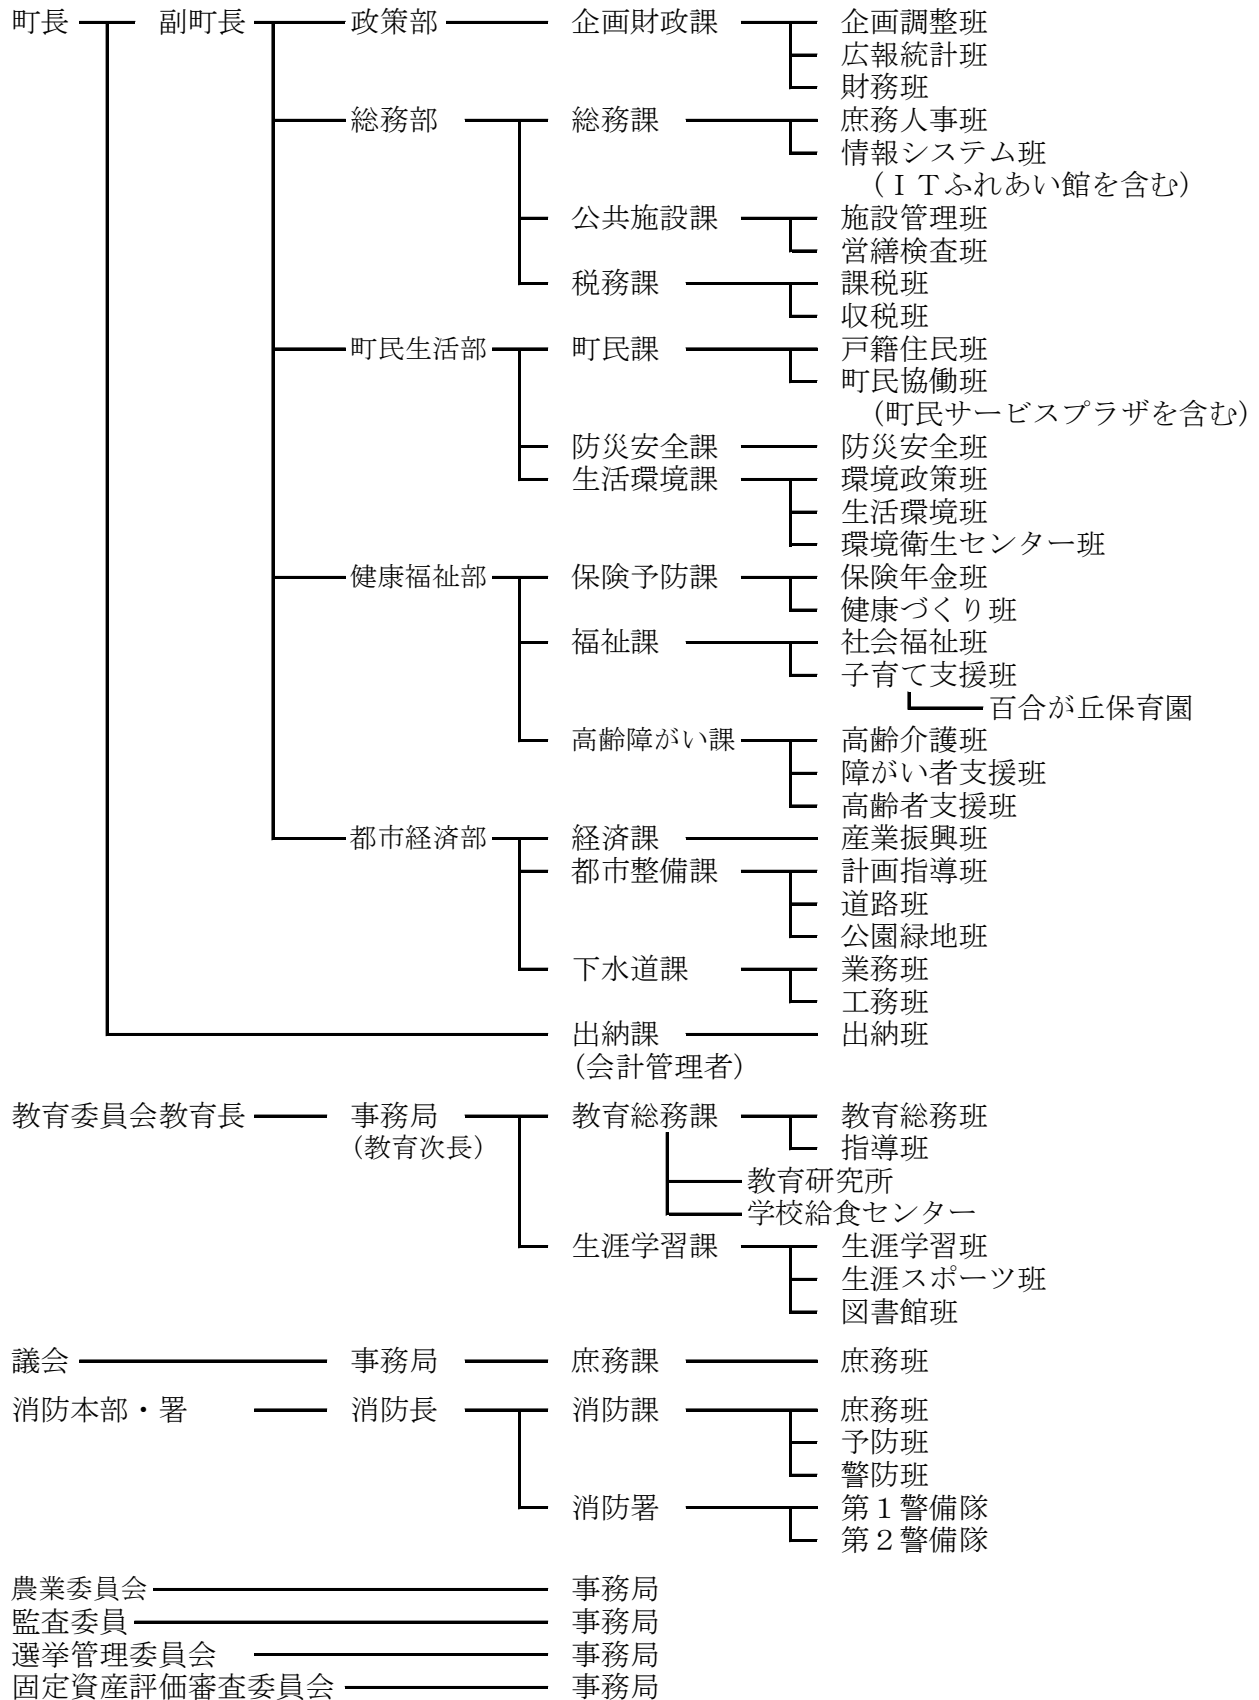 町長 副町長 政策部 企画財政課 企画調整班
広報統計班
財務班
総務部 総務課 庶務人事班
情報システム班
（ＩＴふれあい館を含む）
公共施設課 施設管理班
営繕検査班
税務課 課税班
収税班
町民生活部 町民課 戸籍住民班
町民協働班
（町民サービスプラザを含む）
防災安全課 防災安全班
生活環境課 環境政策班
生活環境班
環境衛生センター班
健康福祉部 保険予防課 保険年金班
健康づくり班
福祉課 社会福祉班
子育て支援班
百合が丘保育園
高齢障がい課 高齢介護班
障がい者支援班
高齢者支援班
都市経済部 経済課 産業振興班
都市整備課 計画指導班
道路班
公園緑地班
下水道課 業務班
工務班
出納課 出納班
（会計管理者）
教育委員会教育長 事務局 教育総務課 教育総務班
（教育次長） 指導班
教育研究所
学校給食センター
生涯学習課 生涯学習班
生涯スポーツ班
図書館班
議会 事務局 庶務課 庶務班
消防本部・署 消防長 消防課 庶務班
予防班
警防班
消防署 第１警備隊
第２警備隊
農業委員会 事務局
監査委員 事務局
選挙管理委員会 事務局
固定資産評価審査委員会 事務局